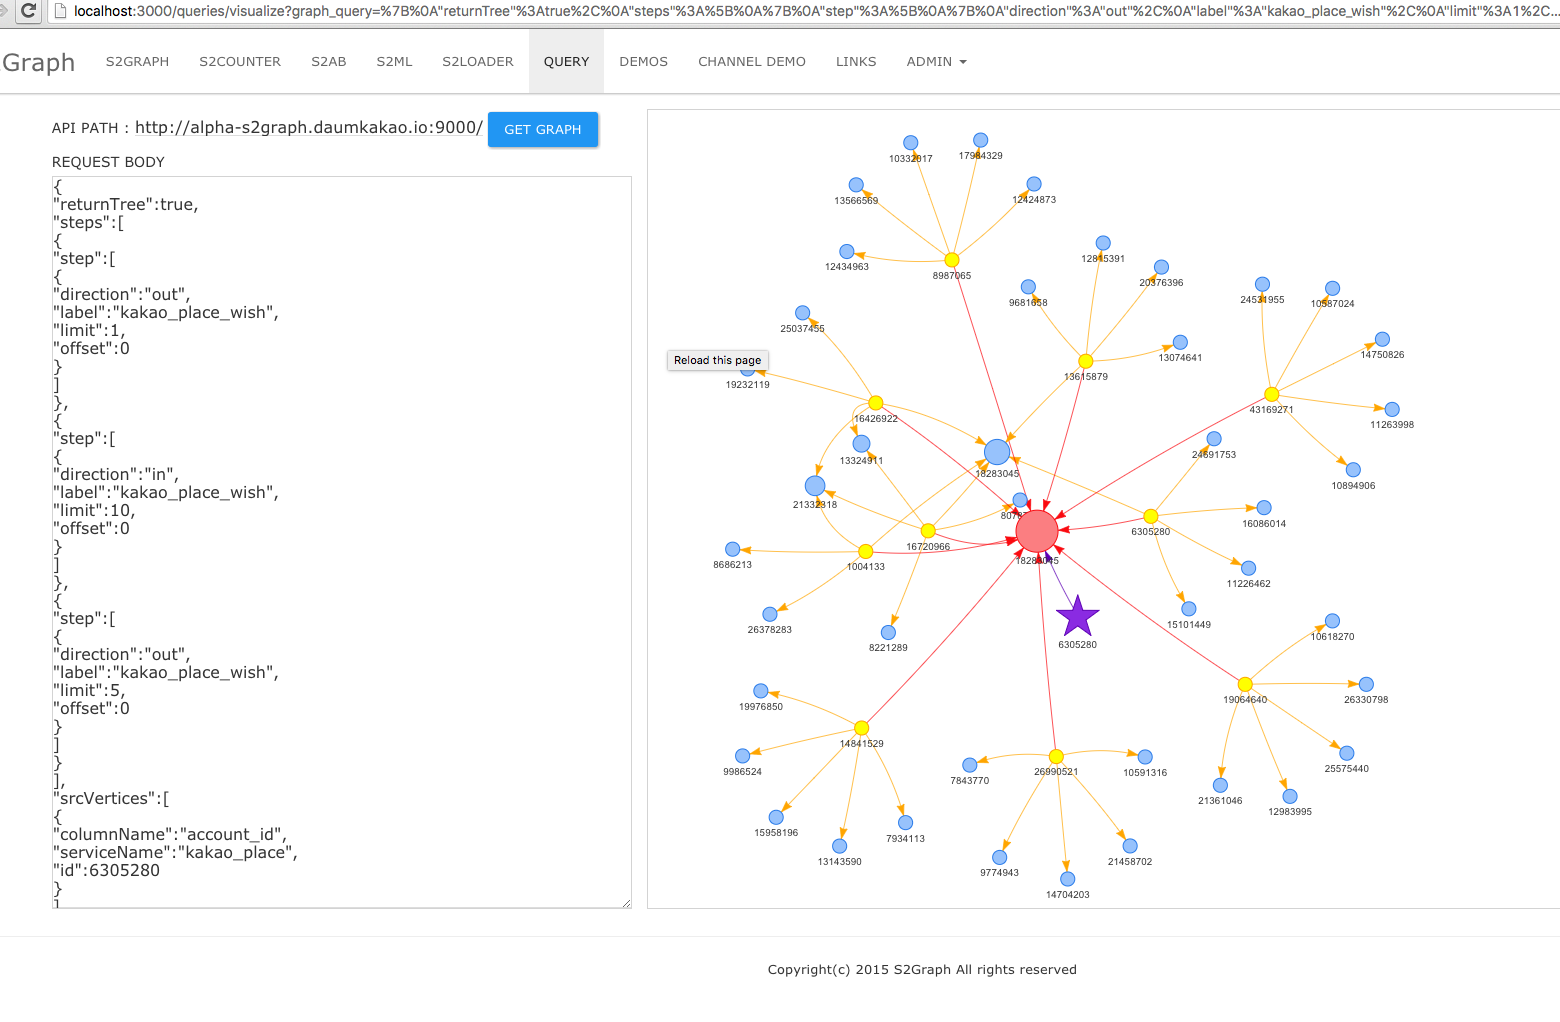 localhost:3000/queries/visualize?graph_query=%7B%0A"returnTree"%3Atrue%2C%0A"steps"%3A%5B%0A%7B%0A"step"%3A%5B%0A%7B%0A"direction"%3A"out"%2C%0A"label"%3A"kakao_place_wish"%2C%0A"limit"%3A1%2C...
Graph S2GRAPH S2COUNTER S2AB S2ML S2LOADER QUERY DEMOS CHANNEL DEMO LINKS ADMIN
API PATH : http://alpha-s2graph.daumkakao.io:9000/ GET GRAPH
REQUEST BODY
{
"returnTree":true,
"steps":[
{
"step":[
{
"direction":"out",
"label":"kakao_place_wish",
"limit":1,
"offset":0
}
]
},
{
"step":[
{
"direction":"in",
"label":"kakao_place_wish",
"limit":10,
"offset":0
}
]
},
{
"step":[
{
"direction":"out",
"label":"kakao_place_wish",
"limit":5,
"offset":0
}
]
}
],
"srcVertices":[
{
"columnName":"account_id",
"serviceName":"kakao_place",
"id":6305280
}
]
10332017
17984329
13566569
12424873
12434963
8987065
12815391
20376396
9681658
24531955
10587024
25037455
13074641
14750826
Reload this page
13615879
19232119
43169271
16426922
11263998
13324911
24691753
18283045
10894906
21332318
16086014
6305280
16720966
18283045
8686213
1004133
11226462
26378283
15101449
8221289
6305280
10618270
19064640
26330798
19976850
14841529
9986524
7843770
26990521
10591316
25575440
21361046
12983995
15958196
7934113
13143590
21458702
9774943
14704203
Copyright(c) 2015 S2Graph All rights reserved